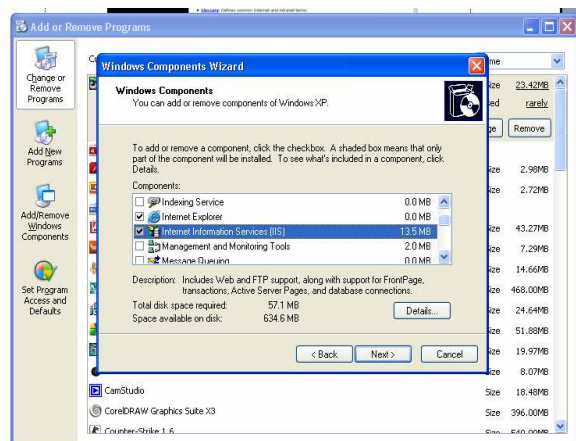 Glossary: Defines common Internet and intranet terms.
Add or Remove Programs
Change or
Remove
Programs
Add New
Programs
Add/Remove
Windows
Components
Set Program
Access and
Defaults
Windows Components Wizard
Windows Components
You can add or remove components of Windows XP.
To add or remove a component, click the checkbox. A shaded box means that only
part of the component will be installed. To see what's included in a component, click
Details.
Components:
Indexing Service 0.0 MB
Internet Explorer 0.0 MB
Internet Information Services (IIS) 13.5 MB
Management and Monitoring Tools 2.0 MB
Message Queuing 0.0 MB
Description: Includes Web and FTP support, along with support for FrontPage,
transactions, Active Server Pages, and database connections.
Total disk space required: 57.1 MB
Space available on disk: 634.6 MB
Details...
< Back
Next >
Cancel
Size 23.42MB
rarely
Remove
Size 2.98MB
Size 2.72MB
Size 43.27MB
Size 7.29MB
Size 14.66MB
Size 468.00MB
Size 24.64MB
Size 51.88MB
Size 19.97MB
Size 8.07MB
CamStudio Size 18.48MB
CorelDRAW Graphics Suite X3 Size 396.00MB
Counter-Strike 1.6 Size 540.00MB